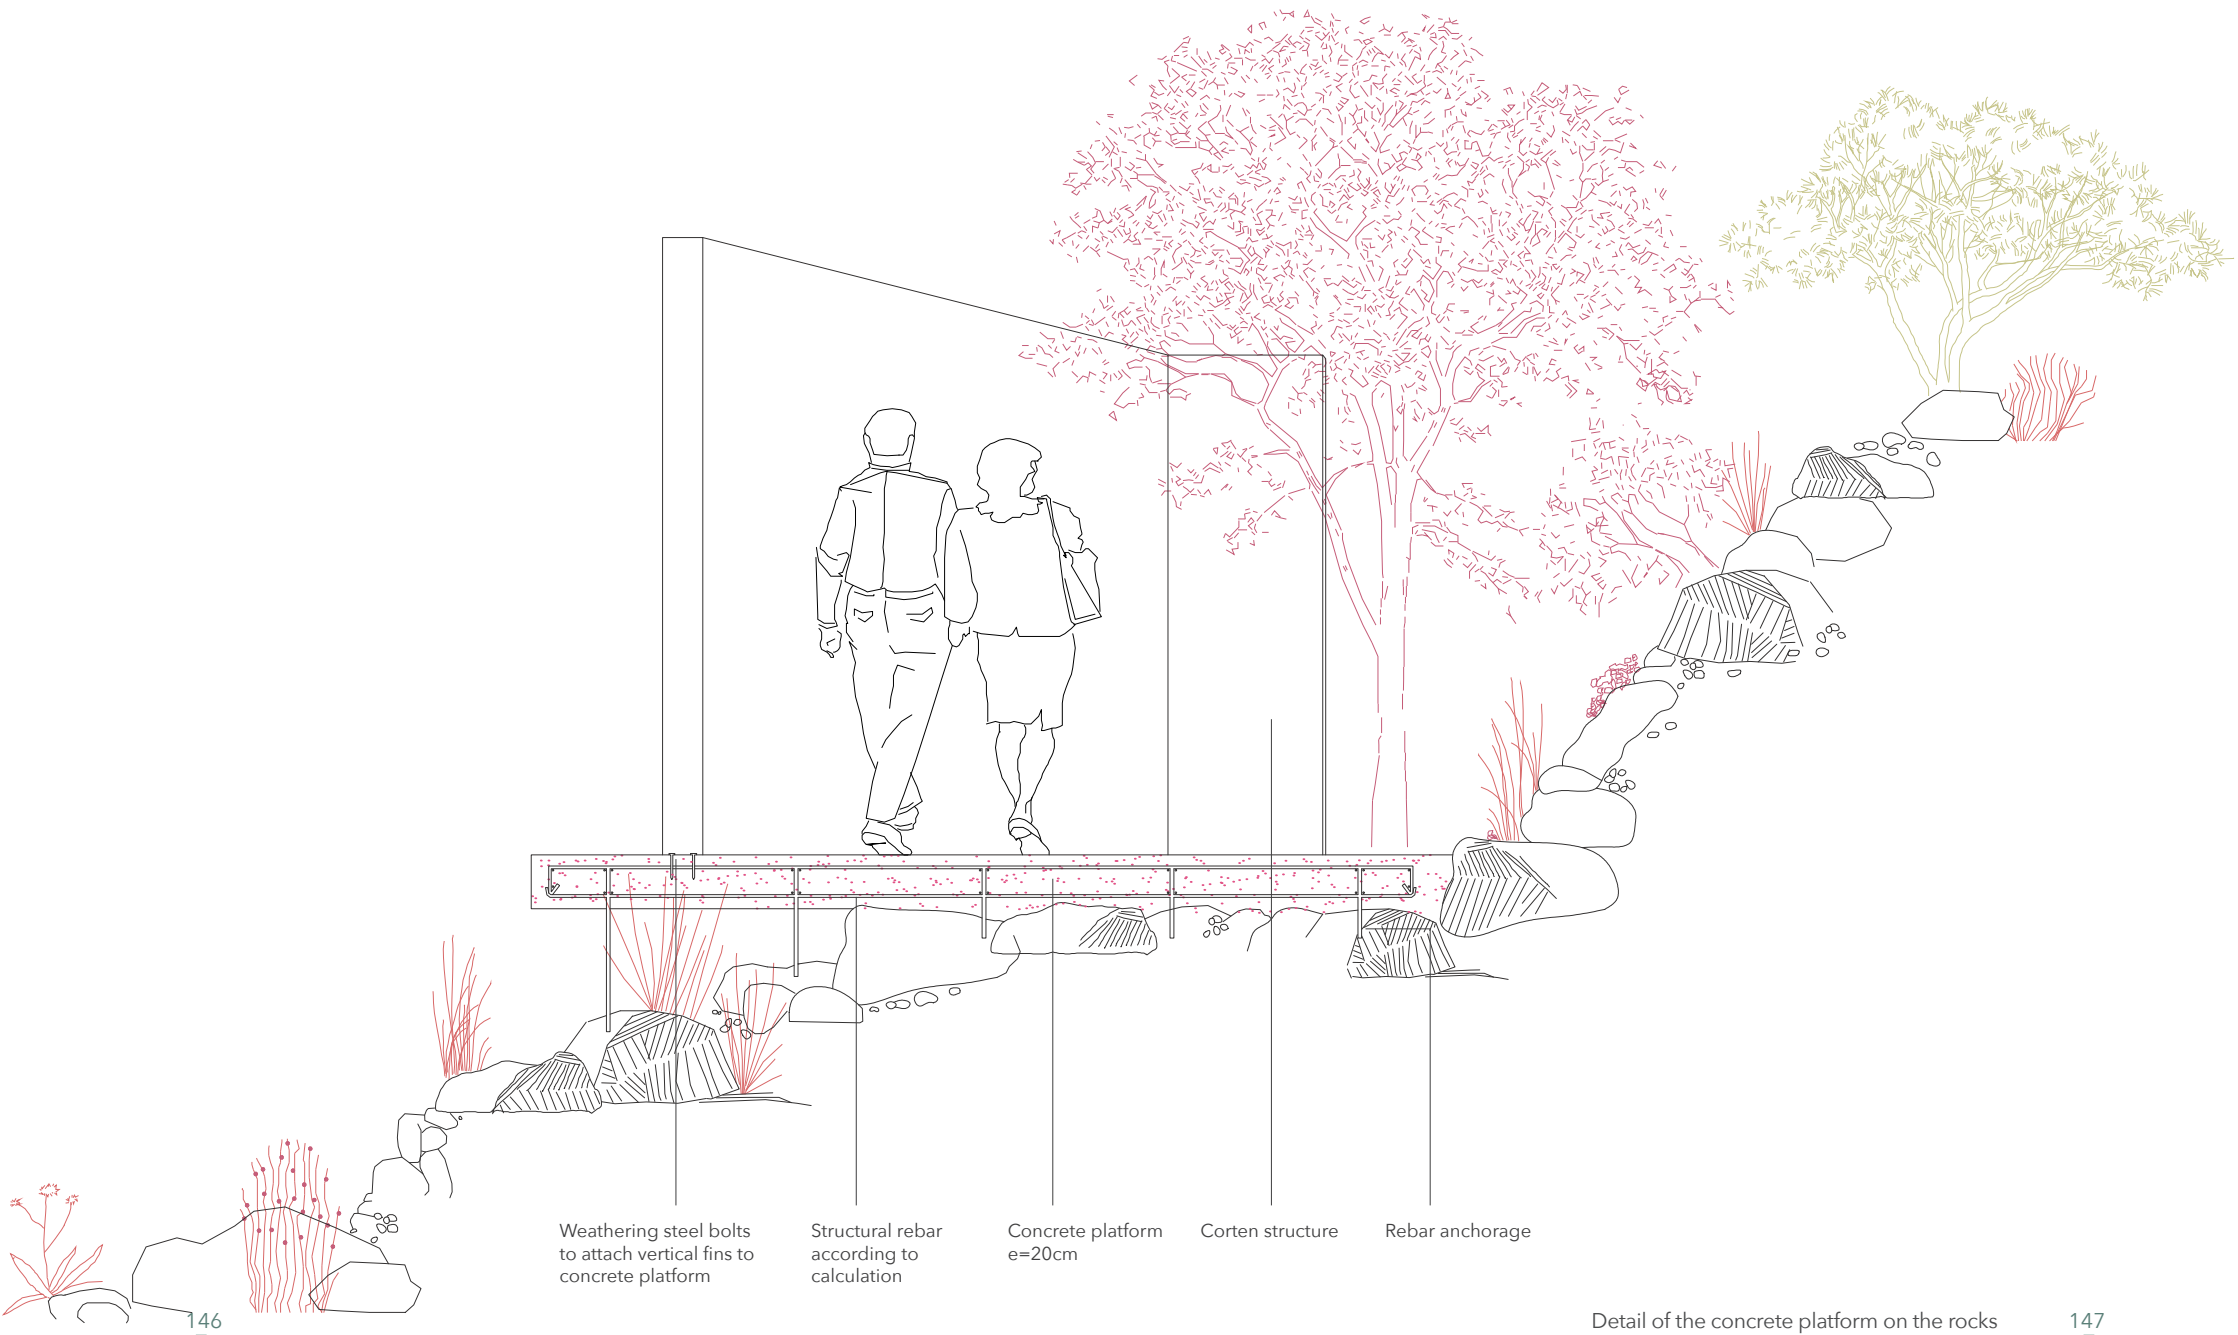 Weathering steel bolts
to attach vertical fins to
concrete platform
Structural rebar
according to
calculation
Concrete platform
e=20cm
Corten structure
Rebar anchorage
146
Detail of the concrete platform on the rocks
147